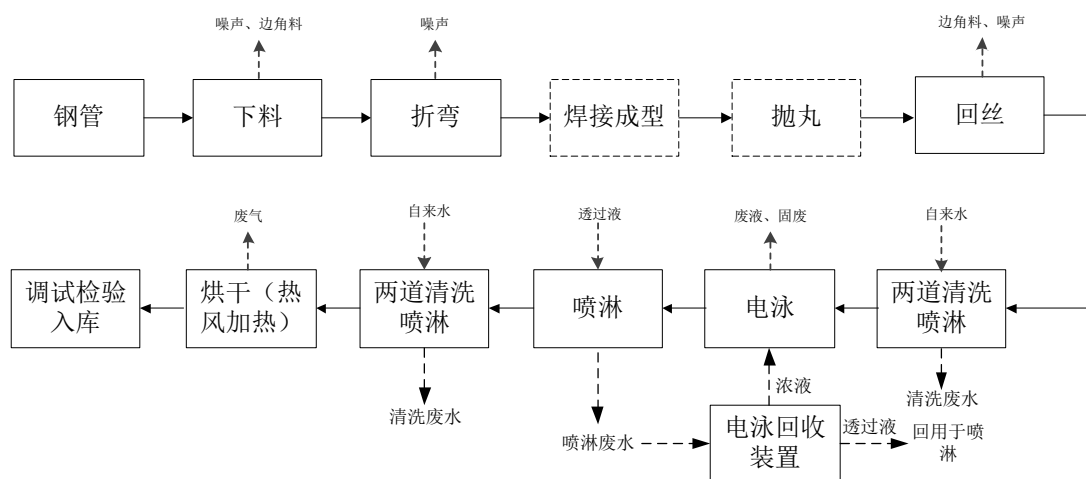 噪声、边角料
噪声
边角料、噪声
钢管
下料
折弯
焊接成型
抛丸
回丝
废气
自来水
透过液
废液、固废
自来水
调试检验
入库
烘干（热
风加热）
两道清洗
喷淋
喷淋
电泳
两道清洗
喷淋
浓液
清洗废水
清洗废水
喷淋废水
电泳回收
装置
透过液
回用于喷
淋